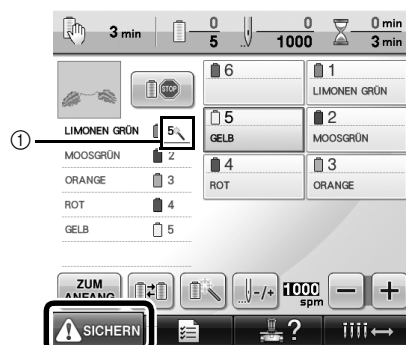 3 min 0 5 0 1000 0 min 3 min
STOP
6 1 LIMONEN GRÜN
① LIMONEN GRÜN 5
5 GELB 2 MOOSGRÜN
MOOSGRÜN 2
ORANGE 3
4 ROT 3 ORANGE
ROT 4
GELB 5
ZUM ANFANG -/+ 1000 spm − +
SICHERN ?